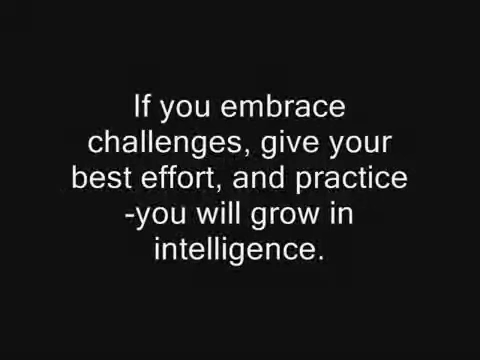 If you embrace
challenges, give your
best effort, and practice
-you will grow in
intelligence.